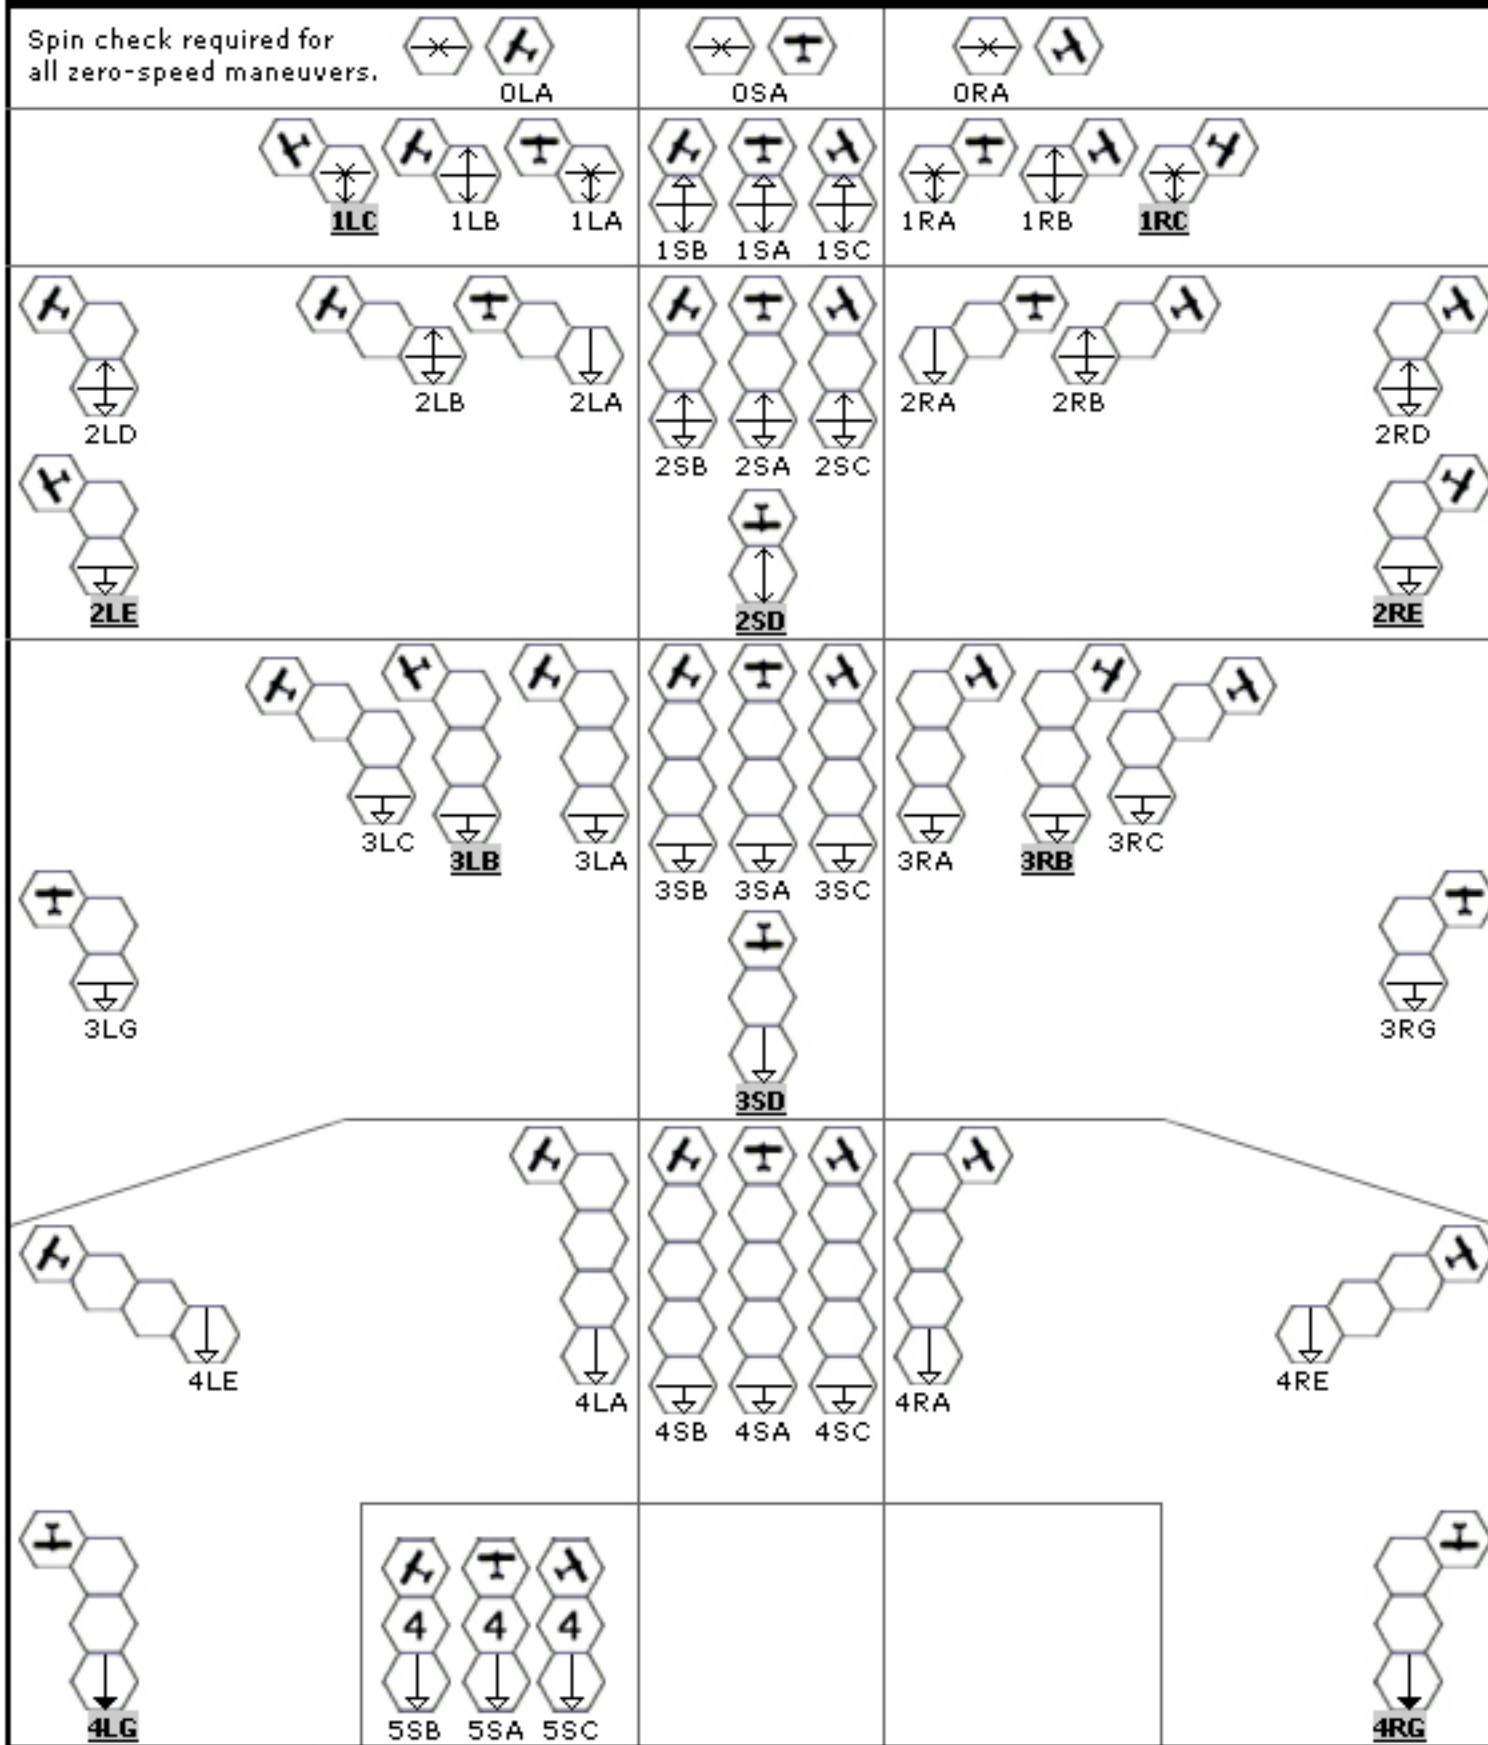 Spin check required for
all zero-speed maneuvers.
0LA 0SA 0RA
1LC 1LB 1LA 1SB 1SA 1SC 1RA 1RB 1RC
2LD 2LB 2LA 2SB 2SA 2SC 2RA 2RB 2RD
2LE 2SD 2RE
3LC 3LB 3LA 3SB 3SA 3SC 3RA 3RB 3RC
3LG 3SD 3RG
4LE 4LA 4SB 4SA 4SC 4RA 4RE
4 4 4
4LG 5SB 5SA 5SC 4RG